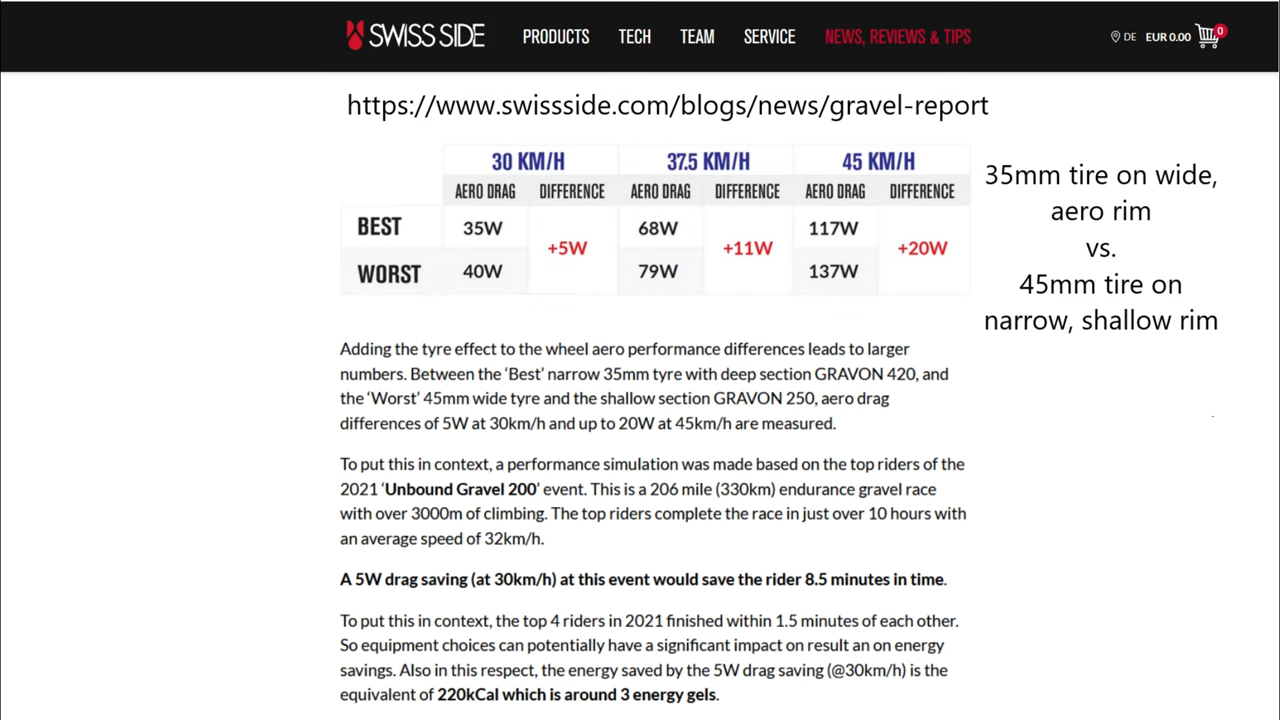 SWISS SIDE PRODUCTS TECH TEAM SERVICE NEWS, REVIEWS & TIPS DE EUR 0.00 0
https://www.swissside.com/blogs/news/gravel-report
30 KM/H 37.5 KM/H 45 KM/H
AERO DRAG DIFFERENCE AERO DRAG DIFFERENCE AERO DRAG DIFFERENCE
BEST 35W 68W 117W
+5W +11W +20W
WORST 40W 79W 137W
35mm tire on wide,
aero rim
vs.
45mm tire on
narrow, shallow rim
Adding the tyre effect to the wheel aero performance differences leads to larger
numbers. Between the ‘Best’ narrow 35mm tyre with deep section GRAVON 420, and
the ‘Worst’ 45mm wide tyre and the shallow section GRAVON 250, aero drag
differences of 5W at 30km/h and up to 20W at 45km/h are measured.
To put this in context, a performance simulation was made based on the top riders of the
2021 ‘Unbound Gravel 200’ event. This is a 206 mile (330km) endurance gravel race
with over 3000m of climbing. The top riders complete the race in just over 10 hours with
an average speed of 32km/h.
A 5W drag saving (at 30km/h) at this event would save the rider 8.5 minutes in time.
To put this in context, the top 4 riders in 2021 finished within 1.5 minutes of each other.
So equipment choices can potentially have a significant impact on result an on energy
savings. Also in this respect, the energy saved by the 5W drag saving (@30km/h) is the
equivalent of 220kCal which is around 3 energy gels.